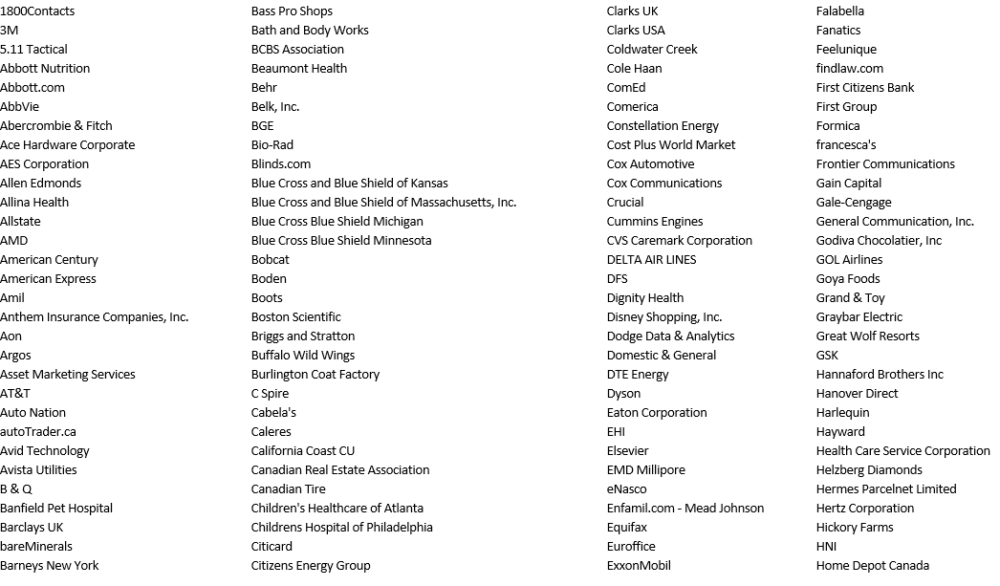 1800Contacts
3M
5.11 Tactical
Abbott Nutrition
Abbott.com
AbbVie
Abercrombie & Fitch
Ace Hardware Corporate
AES Corporation
Allen Edmonds
Allina Health
Allstate
AMD
American Century
American Express
Amil
Anthem Insurance Companies, Inc.
Aon
Argos
Asset Marketing Services
AT&T
Auto Nation
autoTrader.ca
Avid Technology
Avista Utilities
B & Q
Banfield Pet Hospital
Barclays UK
bareMinerals
Barneys New York
Bass Pro Shops
Bath and Body Works
BCBS Association
Beaumont Health
Behr
Belk, Inc.
BGE
Bio-Rad
Blinds.com
Blue Cross and Blue Shield of Kansas
Blue Cross and Blue Shield of Massachusetts, Inc.
Blue Cross Blue Shield Michigan
Blue Cross Blue Shield Minnesota
Bobcat
Boden
Boots
Boston Scientific
Briggs and Stratton
Buffalo Wild Wings
Burlington Coat Factory
C Spire
Cabela's
Caleres
California Coast CU
Canadian Real Estate Association
Canadian Tire
Children's Healthcare of Atlanta
Childrens Hospital of Philadelphia
Citicard
Citizens Energy Group
Clarks UK
Clarks USA
Coldwater Creek
Cole Haan
ComEd
Comerica
Constellation Energy
Cost Plus World Market
Cox Automotive
Cox Communications
Crucial
Cummins Engines
CVS Caremark Corporation
DELTA AIR LINES
DFS
Dignity Health
Disney Shopping, Inc.
Dodge Data & Analytics
Domestic & General
DTE Energy
Dyson
Eaton Corporation
EHI
Elsevier
EMD Millipore
eNasco
Enfamil.com - Mead Johnson
Equifax
Euroffice
ExxonMobil
Falabella
Fanatics
Feelunique
findlaw.com
First Citizens Bank
First Group
Formica
francesca's
Frontier Communications
Gain Capital
Gale-Cengage
General Communication, Inc.
Godiva Chocolatier, Inc
GOL Airlines
Goya Foods
Grand & Toy
Graybar Electric
Great Wolf Resorts
GSK
Hannaford Brothers Inc
Hanover Direct
Harlequin
Hayward
Health Care Service Corporation
Helzberg Diamonds
Hermes Parcelnet Limited
Hertz Corporation
Hickory Farms
HNI
Home Depot Canada